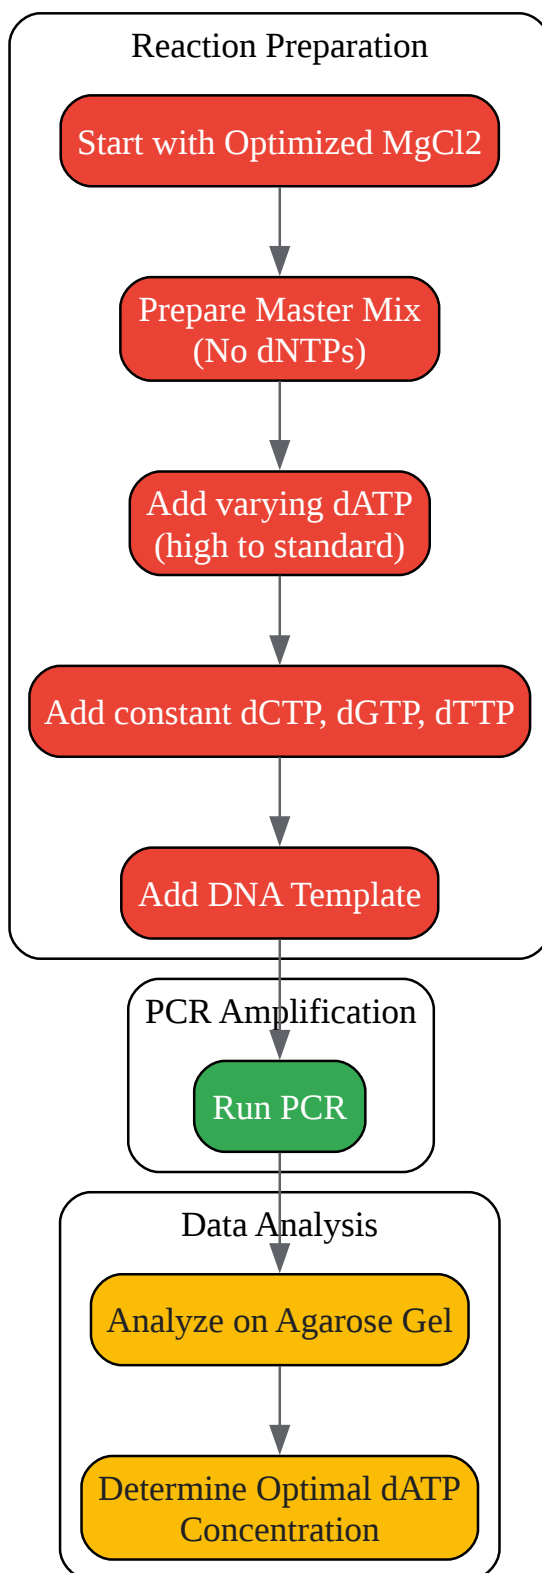 Reaction Preparation
Start with Optimized MgCl2
Prepare Master Mix
(No dNTPs)
Add varying dATP
(high to standard)
Add constant dCTP, dGTP, dTTP
Add DNA Template
PCR Amplification
Run PCR
Data Analysis
Analyze on Agarose Gel
Determine Optimal dATP
Concentration